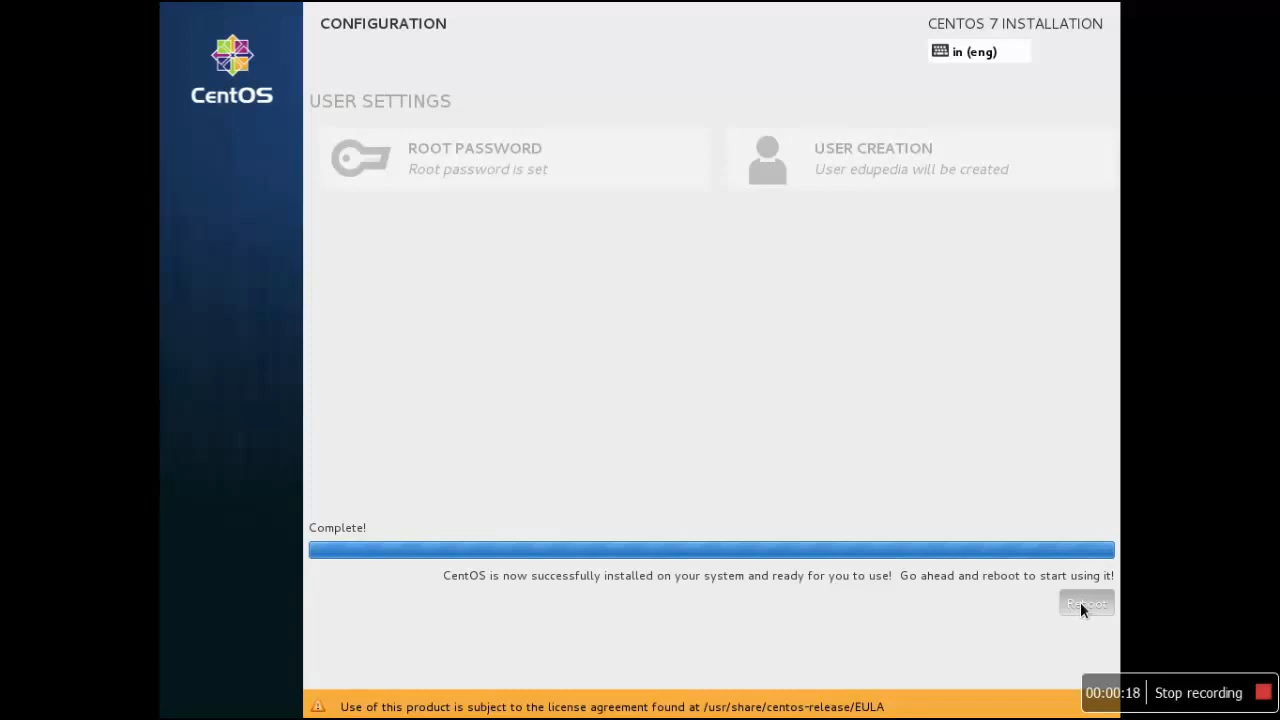 CONFIGURATION
CENTOS 7 INSTALLATION
in (eng)
CentOS
USER SETTINGS
ROOT PASSWORD
Root password is set
USER CREATION
User edupedia will be created
Complete!
CentOS is now successfully installed on your system and ready for you to use! Go ahead and reboot to start using it!
Reboot
Use of this product is subject to the license agreement found at /usr/share/centos-release/EULA
00:00:18 Stop recording